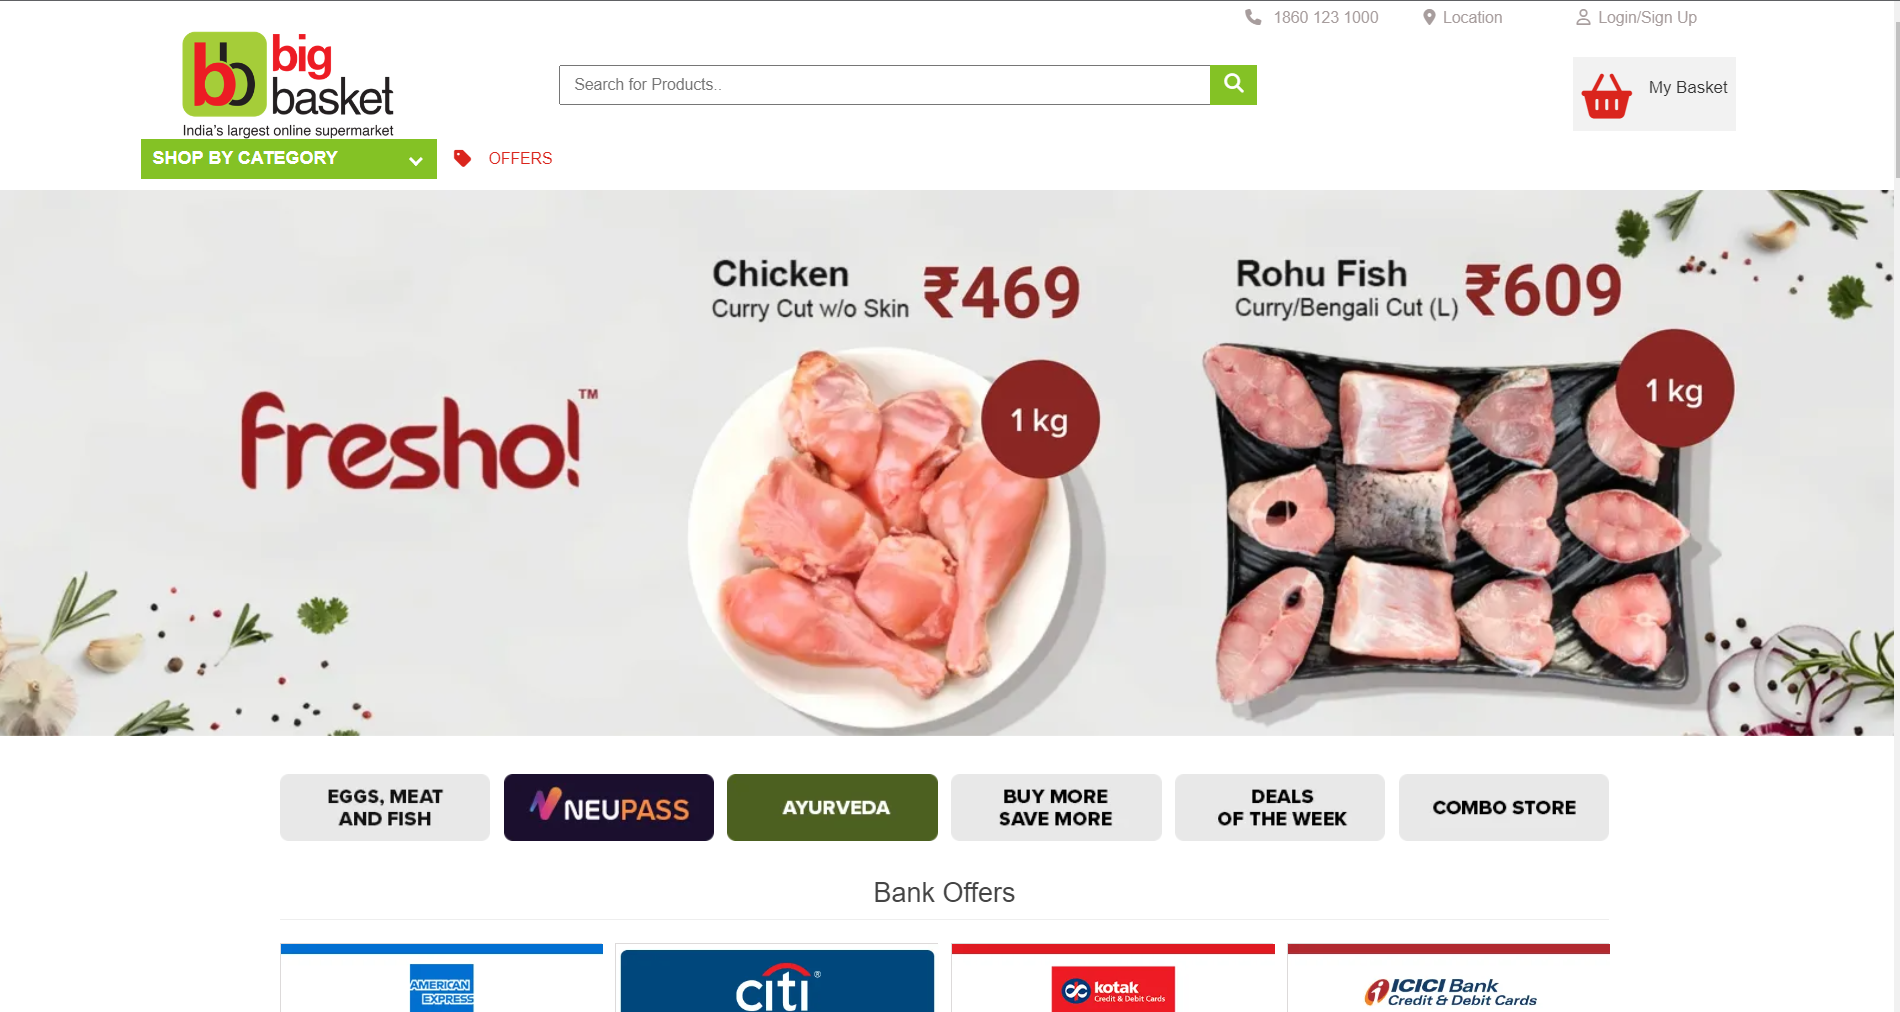 1860 123 1000
Location
Login/Sign Up
bb
big
basket
India's largest online supermarket
Search for Products..
My Basket
SHOP BY CATEGORY
OFFERS
Chicken
Curry Cut w/o Skin
₹469
Rohu Fish
Curry/Bengali Cut (L)
₹609
1 kg
1 kg
fresho!™
EGGS, MEAT
AND FISH
NEUPASS
AYURVEDA
BUY MORE
SAVE MORE
DEALS
OF THE WEEK
COMBO STORE
Bank Offers
AMERICAN
EXPRESS
citi®
kotak
Credit & Debit Cards
ICICI Bank
Credit & Debit Cards